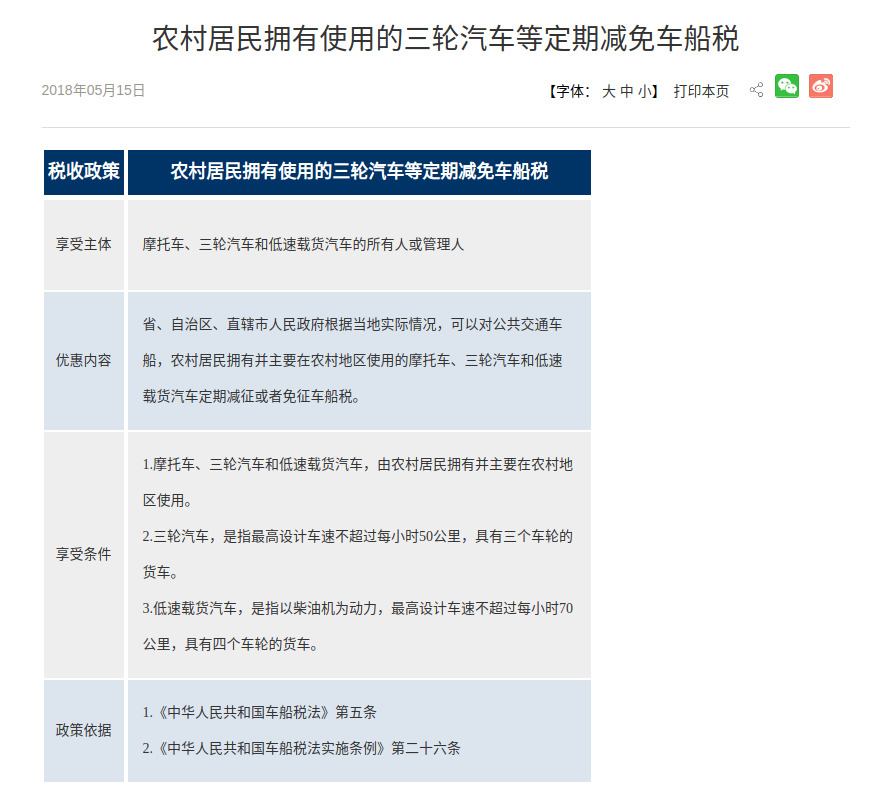 农村居民拥有使用的三轮汽车等定期减免车船税
2018年05月15日
【字体： 大 中 小】 打印本页
税收政策 农村居民拥有使用的三轮汽车等定期减免车船税
享受主体 摩托车、三轮汽车和低速载货汽车的所有人或管理人
优惠内容
省、自治区、直辖市人民政府根据当地实际情况，可以对公共交通车
船，农村居民拥有并主要在农村地区使用的摩托车、三轮汽车和低速
载货汽车定期减征或者免征车船税。
享受条件
1.摩托车、三轮汽车和低速载货汽车，由农村居民拥有并主要在农村地
区使用。
2.三轮汽车，是指最高设计车速不超过每小时50公里，具有三个车轮的
货车。
3.低速载货汽车，是指以柴油机为动力，最高设计车速不超过每小时70
公里，具有四个车轮的货车。
政策依据
1.《中华人民共和国车船税法》第五条
2.《中华人民共和国车船税法实施条例》第二十六条